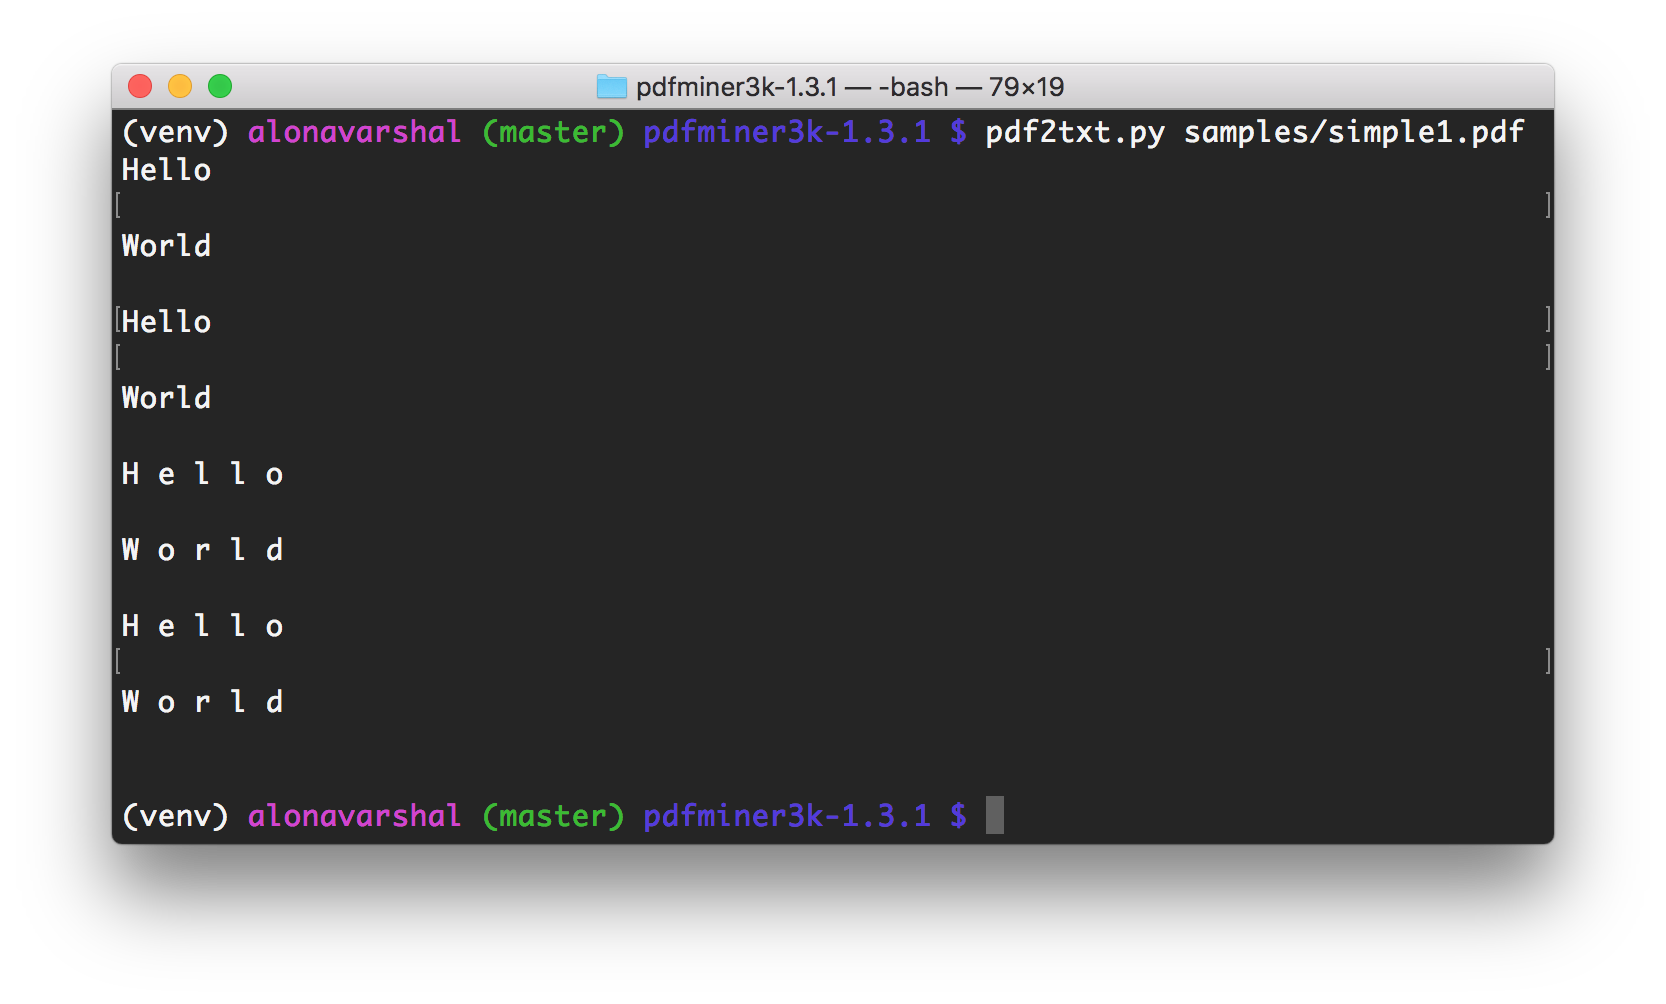 pdfminer3k-1.3.1 — -bash — 79×19
(venv) alonavarshal (master) pdfminer3k-1.3.1 $ pdf2txt.py samples/simple1.pdf
Hello
[ ]
World
[Hello ]
[ ]
World
H e l l o
W o r l d
H e l l o
[ ]
W o r l d
(venv) alonavarshal (master) pdfminer3k-1.3.1 $